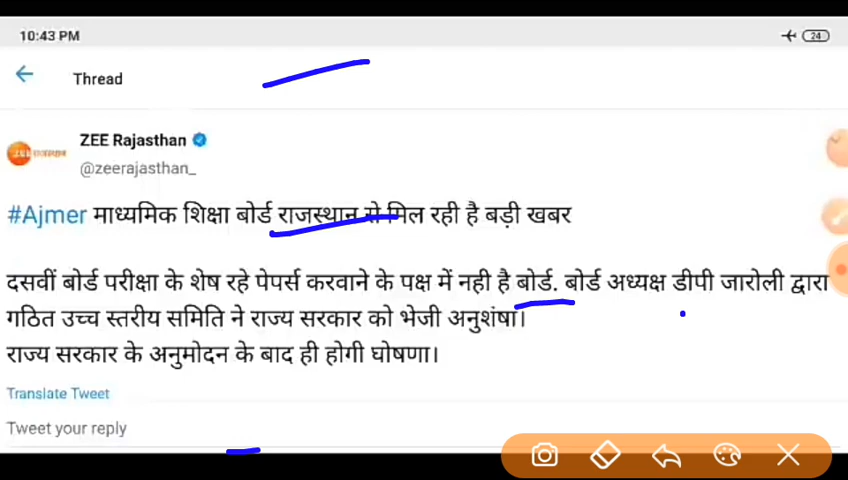 10:43 PM
24
Thread
ZEE Rajasthan
@zeerajasthan_
#Ajmer माध्यमिक शिक्षा बोर्ड राजस्थान से मिल रही है बड़ी खबर
दसवीं बोर्ड परीक्षा के शेष रहे पेपर्स करवाने के पक्ष में नही है बोर्ड. बोर्ड अध्यक्ष डीपी जारोली द्वारा
गठित उच्च स्तरीय समिति ने राज्य सरकार को भेजी अनुशंषा।
राज्य सरकार के अनुमोदन के बाद ही होगी घोषणा।
Translate Tweet
Tweet your reply